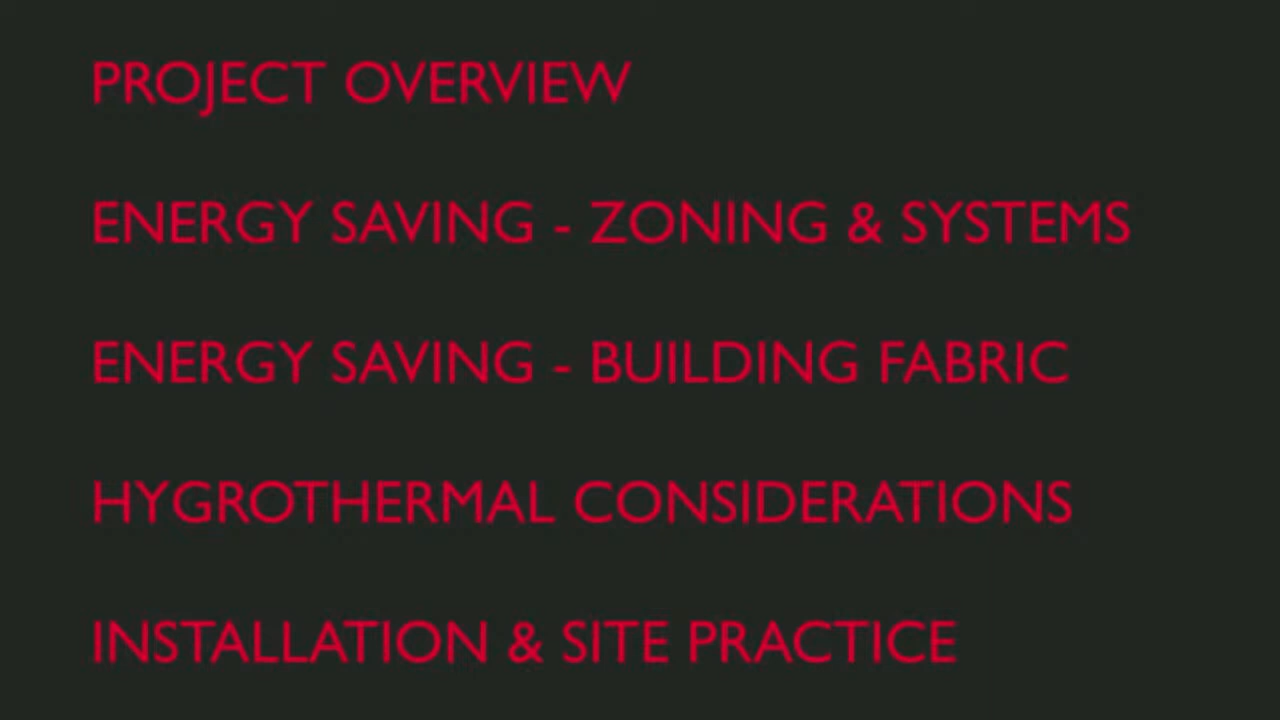 PROJECT OVERVIEW
ENERGY SAVING - ZONING & SYSTEMS
ENERGY SAVING - BUILDING FABRIC
HYGROTHERMAL CONSIDERATIONS
INSTALLATION & SITE PRACTICE